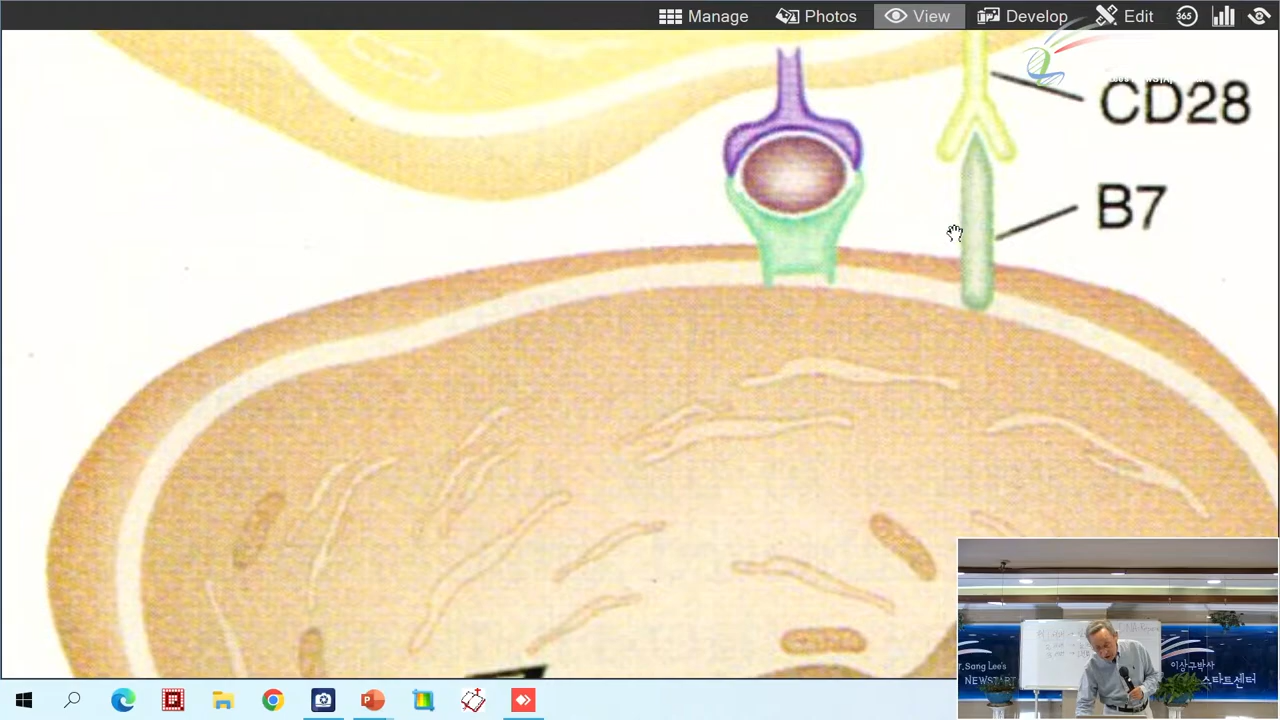 Manage Photos View Develop Edit 365
CD28
B7
r.Sang Lee's 이상구박사
NEWSTART 스타트센터